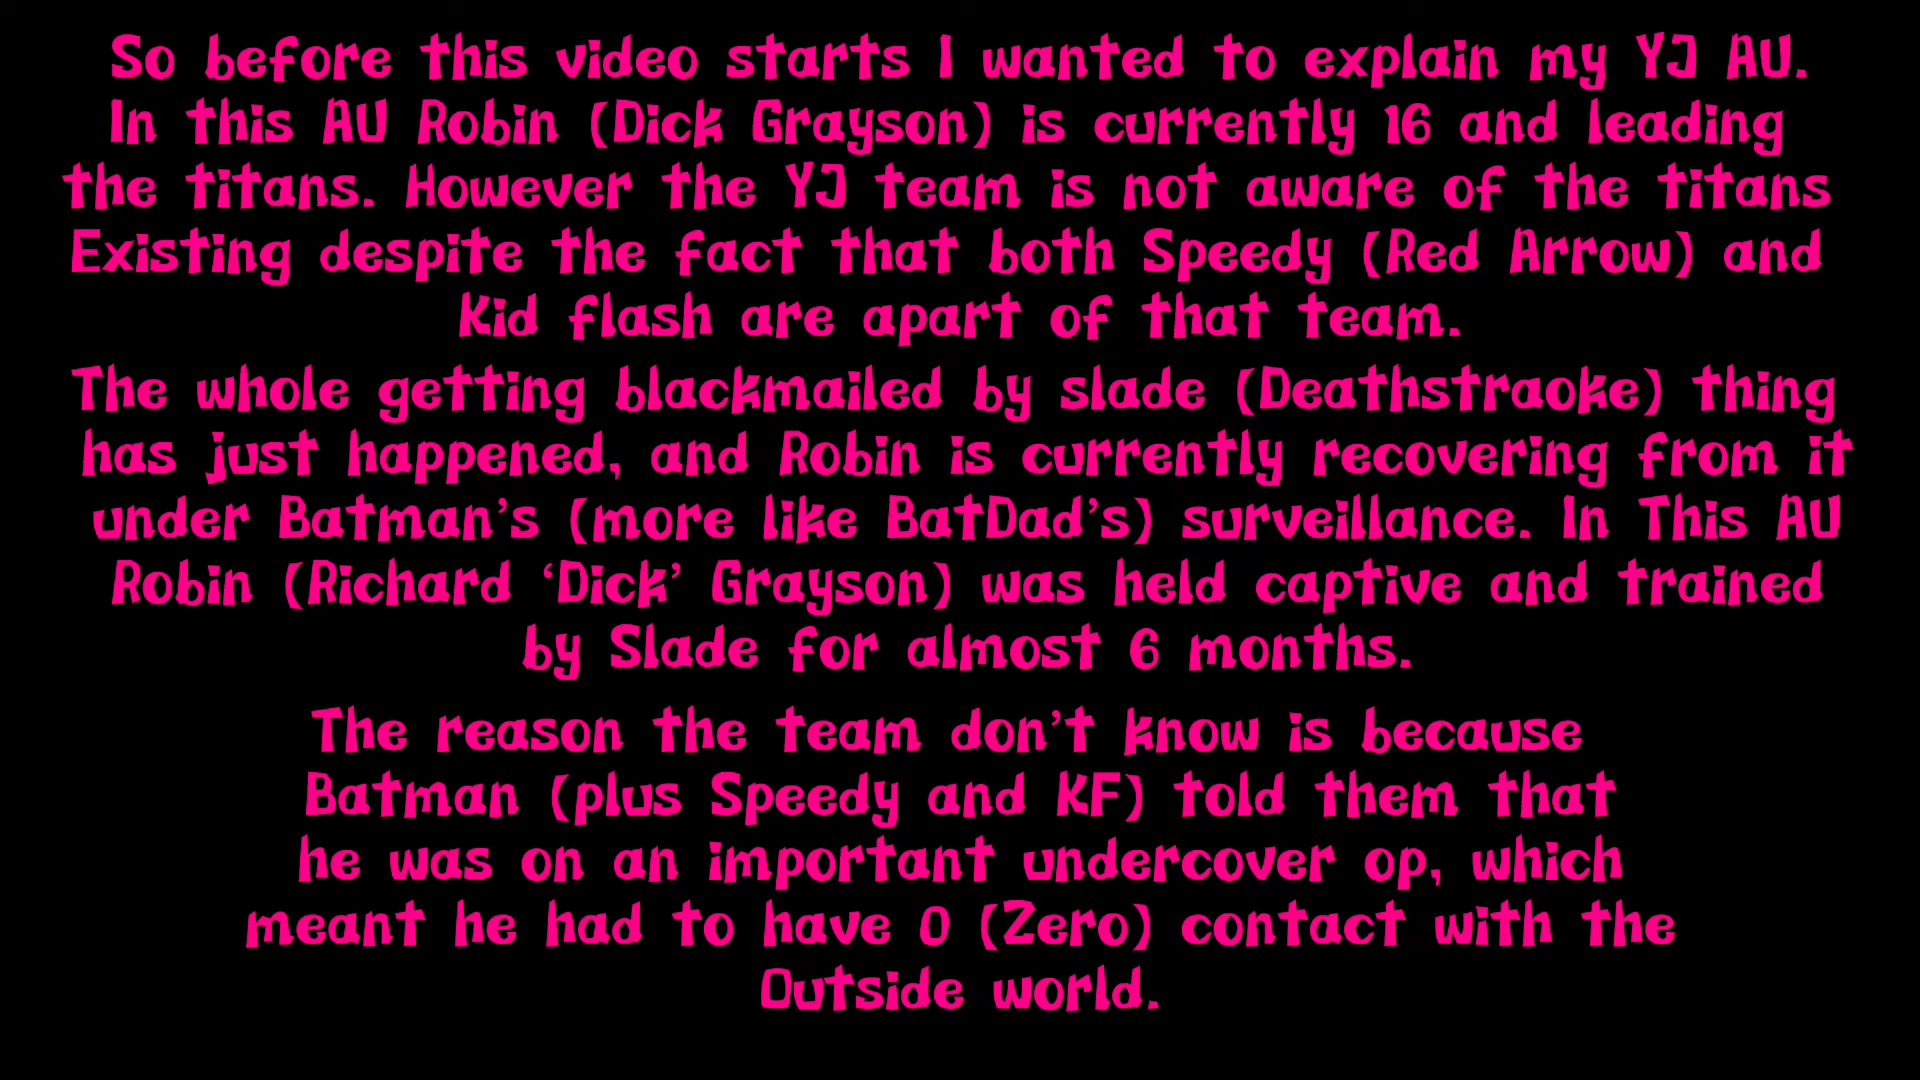 So before this video starts I wanted to explain my YJ AU.
In this AU Robin (Dick Grayson) is currently 16 and leading
the titans. However the YJ team is not aware of the titans
Existing despite the fact that both Speedy (Red Arrow) and
Kid flash are apart of that team.
The whole getting blackmailed by slade (Deathstraoke) thing
has just happened, and Robin is currently recovering from it
under Batman's (more like BatDad's) surveillance. In This AU
Robin (Richard 'Dick' Grayson) was held captive and trained
by Slade for almost 6 months.
The reason the team don't know is because
Batman (plus Speedy and KF) told them that
he was on an important undercover op, which
meant he had to have 0 (Zero) contact with the
Outside world.